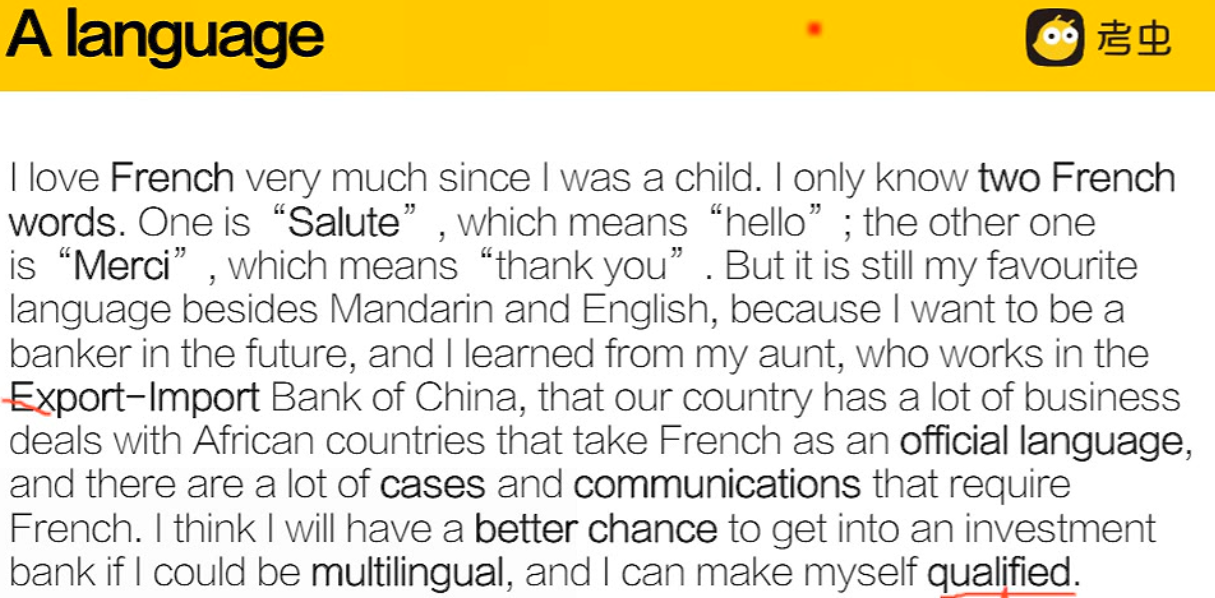 A language
考虫
I love French very much since I was a child. I only know two French
words. One is “Salute” , which means “hello” ; the other one
is “Merci” , which means “thank you” . But it is still my favourite
language besides Mandarin and English, because I want to be a
banker in the future, and I learned from my aunt, who works in the
Export-Import Bank of China, that our country has a lot of business
deals with African countries that take French as an official language,
and there are a lot of cases and communications that require
French. I think I will have a better chance to get into an investment
bank if I could be multilingual, and I can make myself qualified.